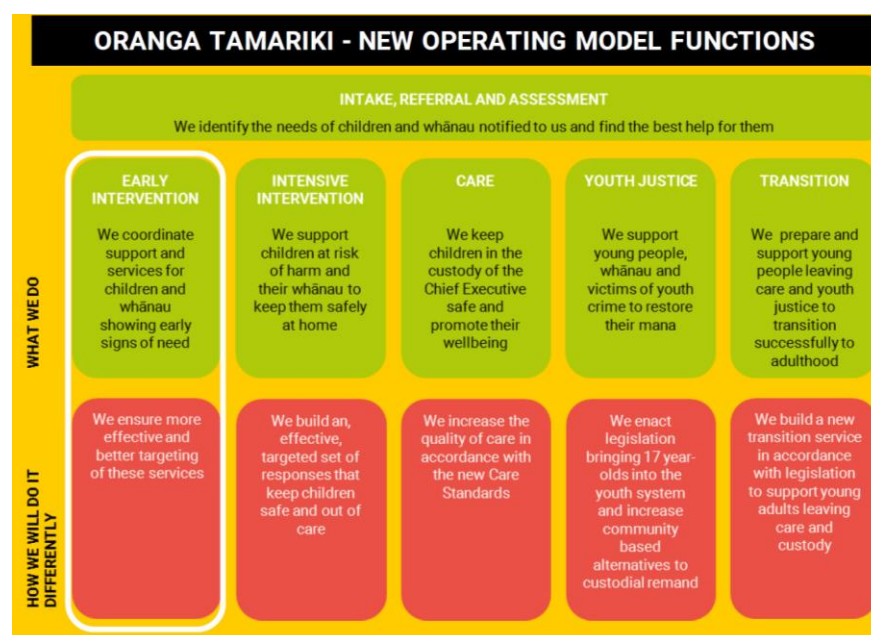 ORANGA TAMARIKI - NEW OPERATING MODEL FUNCTIONS
INTAKE, REFERRAL AND ASSESSMENT
We identify the needs of children and whānau notified to us and find the best help for them
WHAT WE DO
EARLY
INTERVENTION
We coordinate
support and
services for
children and
whānau
showing early
signs of need
INTENSIVE
INTERVENTION
We support
children at risk
of harm and
their whānau to
keep them safely
at home
CARE
We keep
children in the
custody of the
Chief Executive
safe and
promote their
wellbeing
YOUTH JUSTICE
We support
young people,
whānau and
victims of youth
crime to restore
their mana
TRANSITION
We prepare and
support young
people leaving
care and youth
justice to
transition
successfully to
adulthood
HOW WE WILL DO IT
DIFFERENTLY
We ensure more
effective and
better targeting
of these services
We build an,
effective,
targeted set of
responses that
keep children
safe and out of
care
We increase the
quality of care in
accordance with
the new Care
Standards
We enact
legislation
bringing 17 year-
olds into the
youth system
and increase
community
based
alternatives to
custodial remand
We build a new
transition service
in accordance
with legislation
to support young
adults leaving
care and
custody